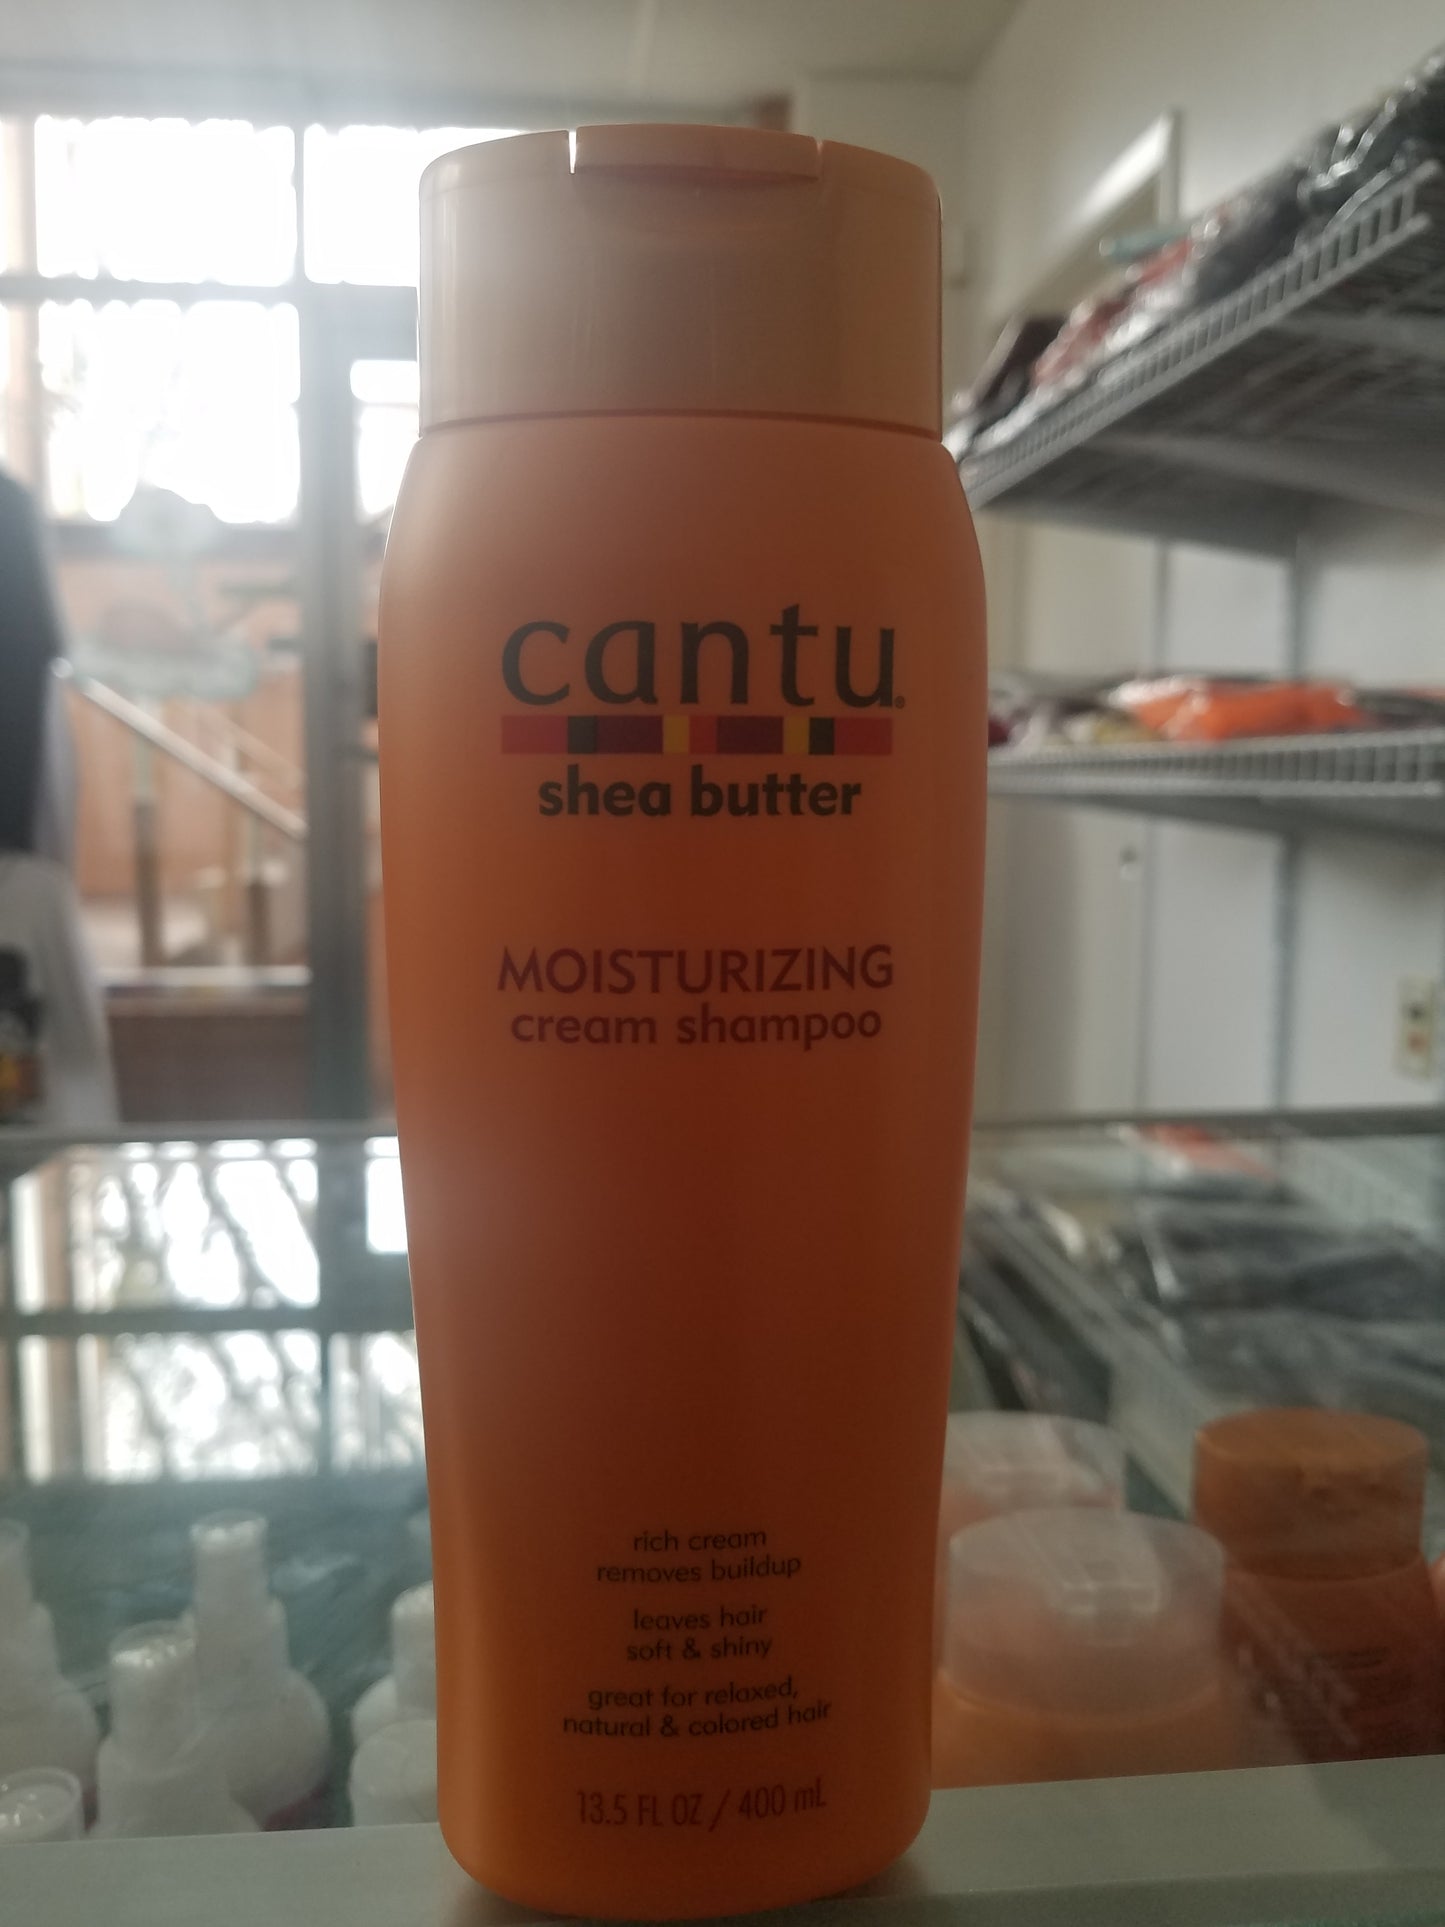 cantu®
shea butter
MOISTURIZING
cream shampoo
rich cream
removes buildup
leaves hair
soft & shiny
great for relaxed,
natural & colored hair
13.5 FL OZ / 400 mL